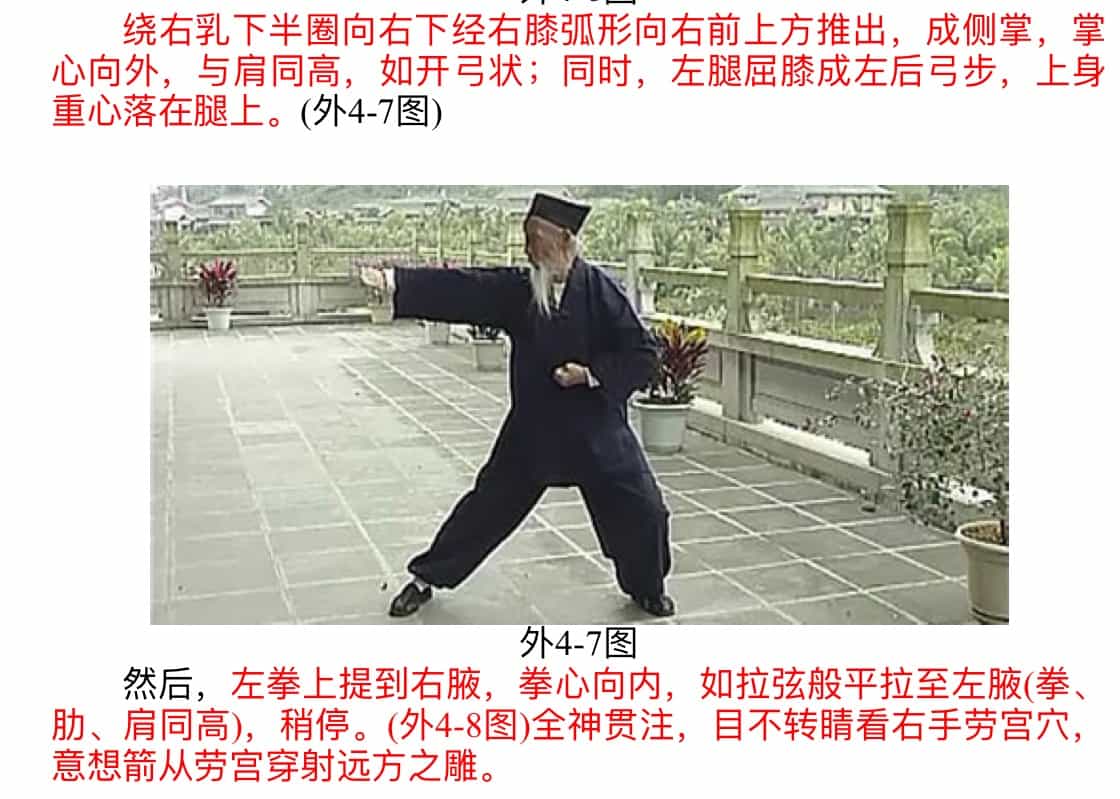 绕右乳下半圈向右下经右膝弧形向右前上方推出，成侧掌，掌
心向外，与肩同高，如开弓状；同时，左腿屈膝成左后弓步，上身
重心落在腿上。(外4-7图)
外4-7图
然后，左拳上提到右腋，拳心向内，如拉弦般平拉至左腋(拳、
肋、肩同高)，稍停。(外4-8图)全神贯注，目不转睛看右手劳宫穴，
意想箭从劳宫穿射远方之雕。